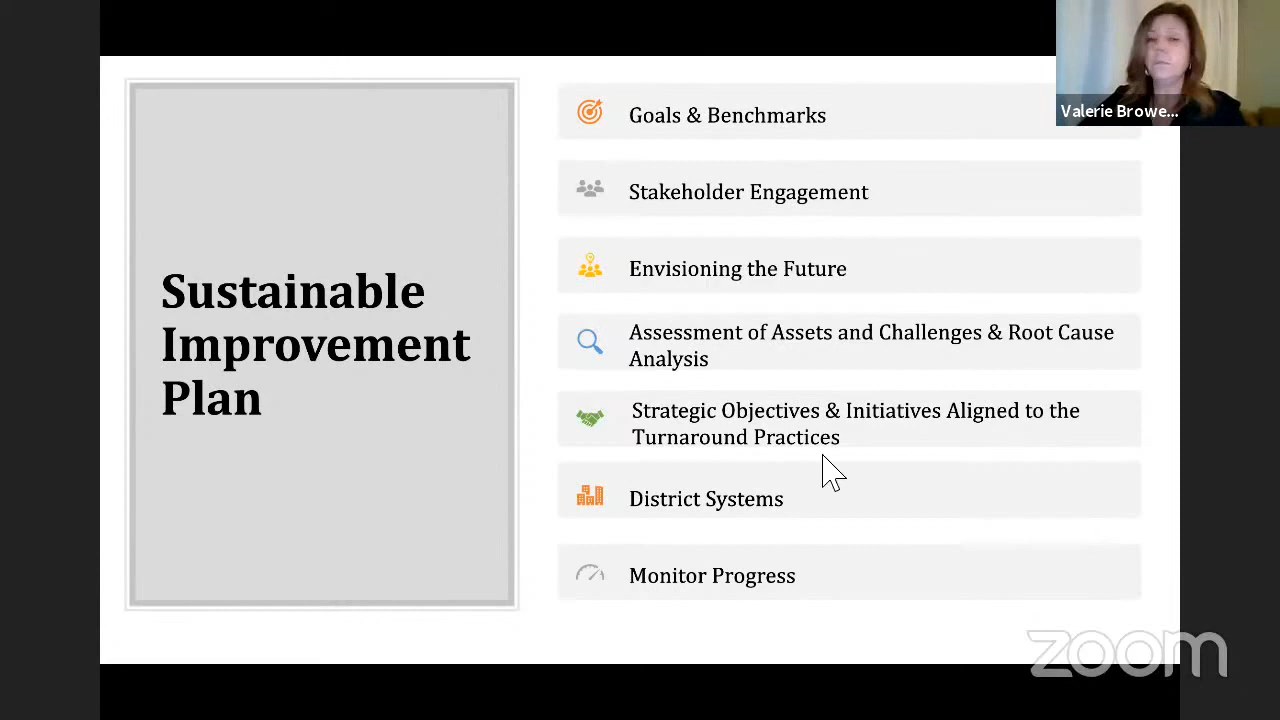 Sustainable
Improvement
Plan
Goals & Benchmarks
Stakeholder Engagement
Envisioning the Future
Assessment of Assets and Challenges & Root Cause
Analysis
Strategic Objectives & Initiatives Aligned to the
Turnaround Practices
District Systems
Monitor Progress
Valerie Browe...
zoom